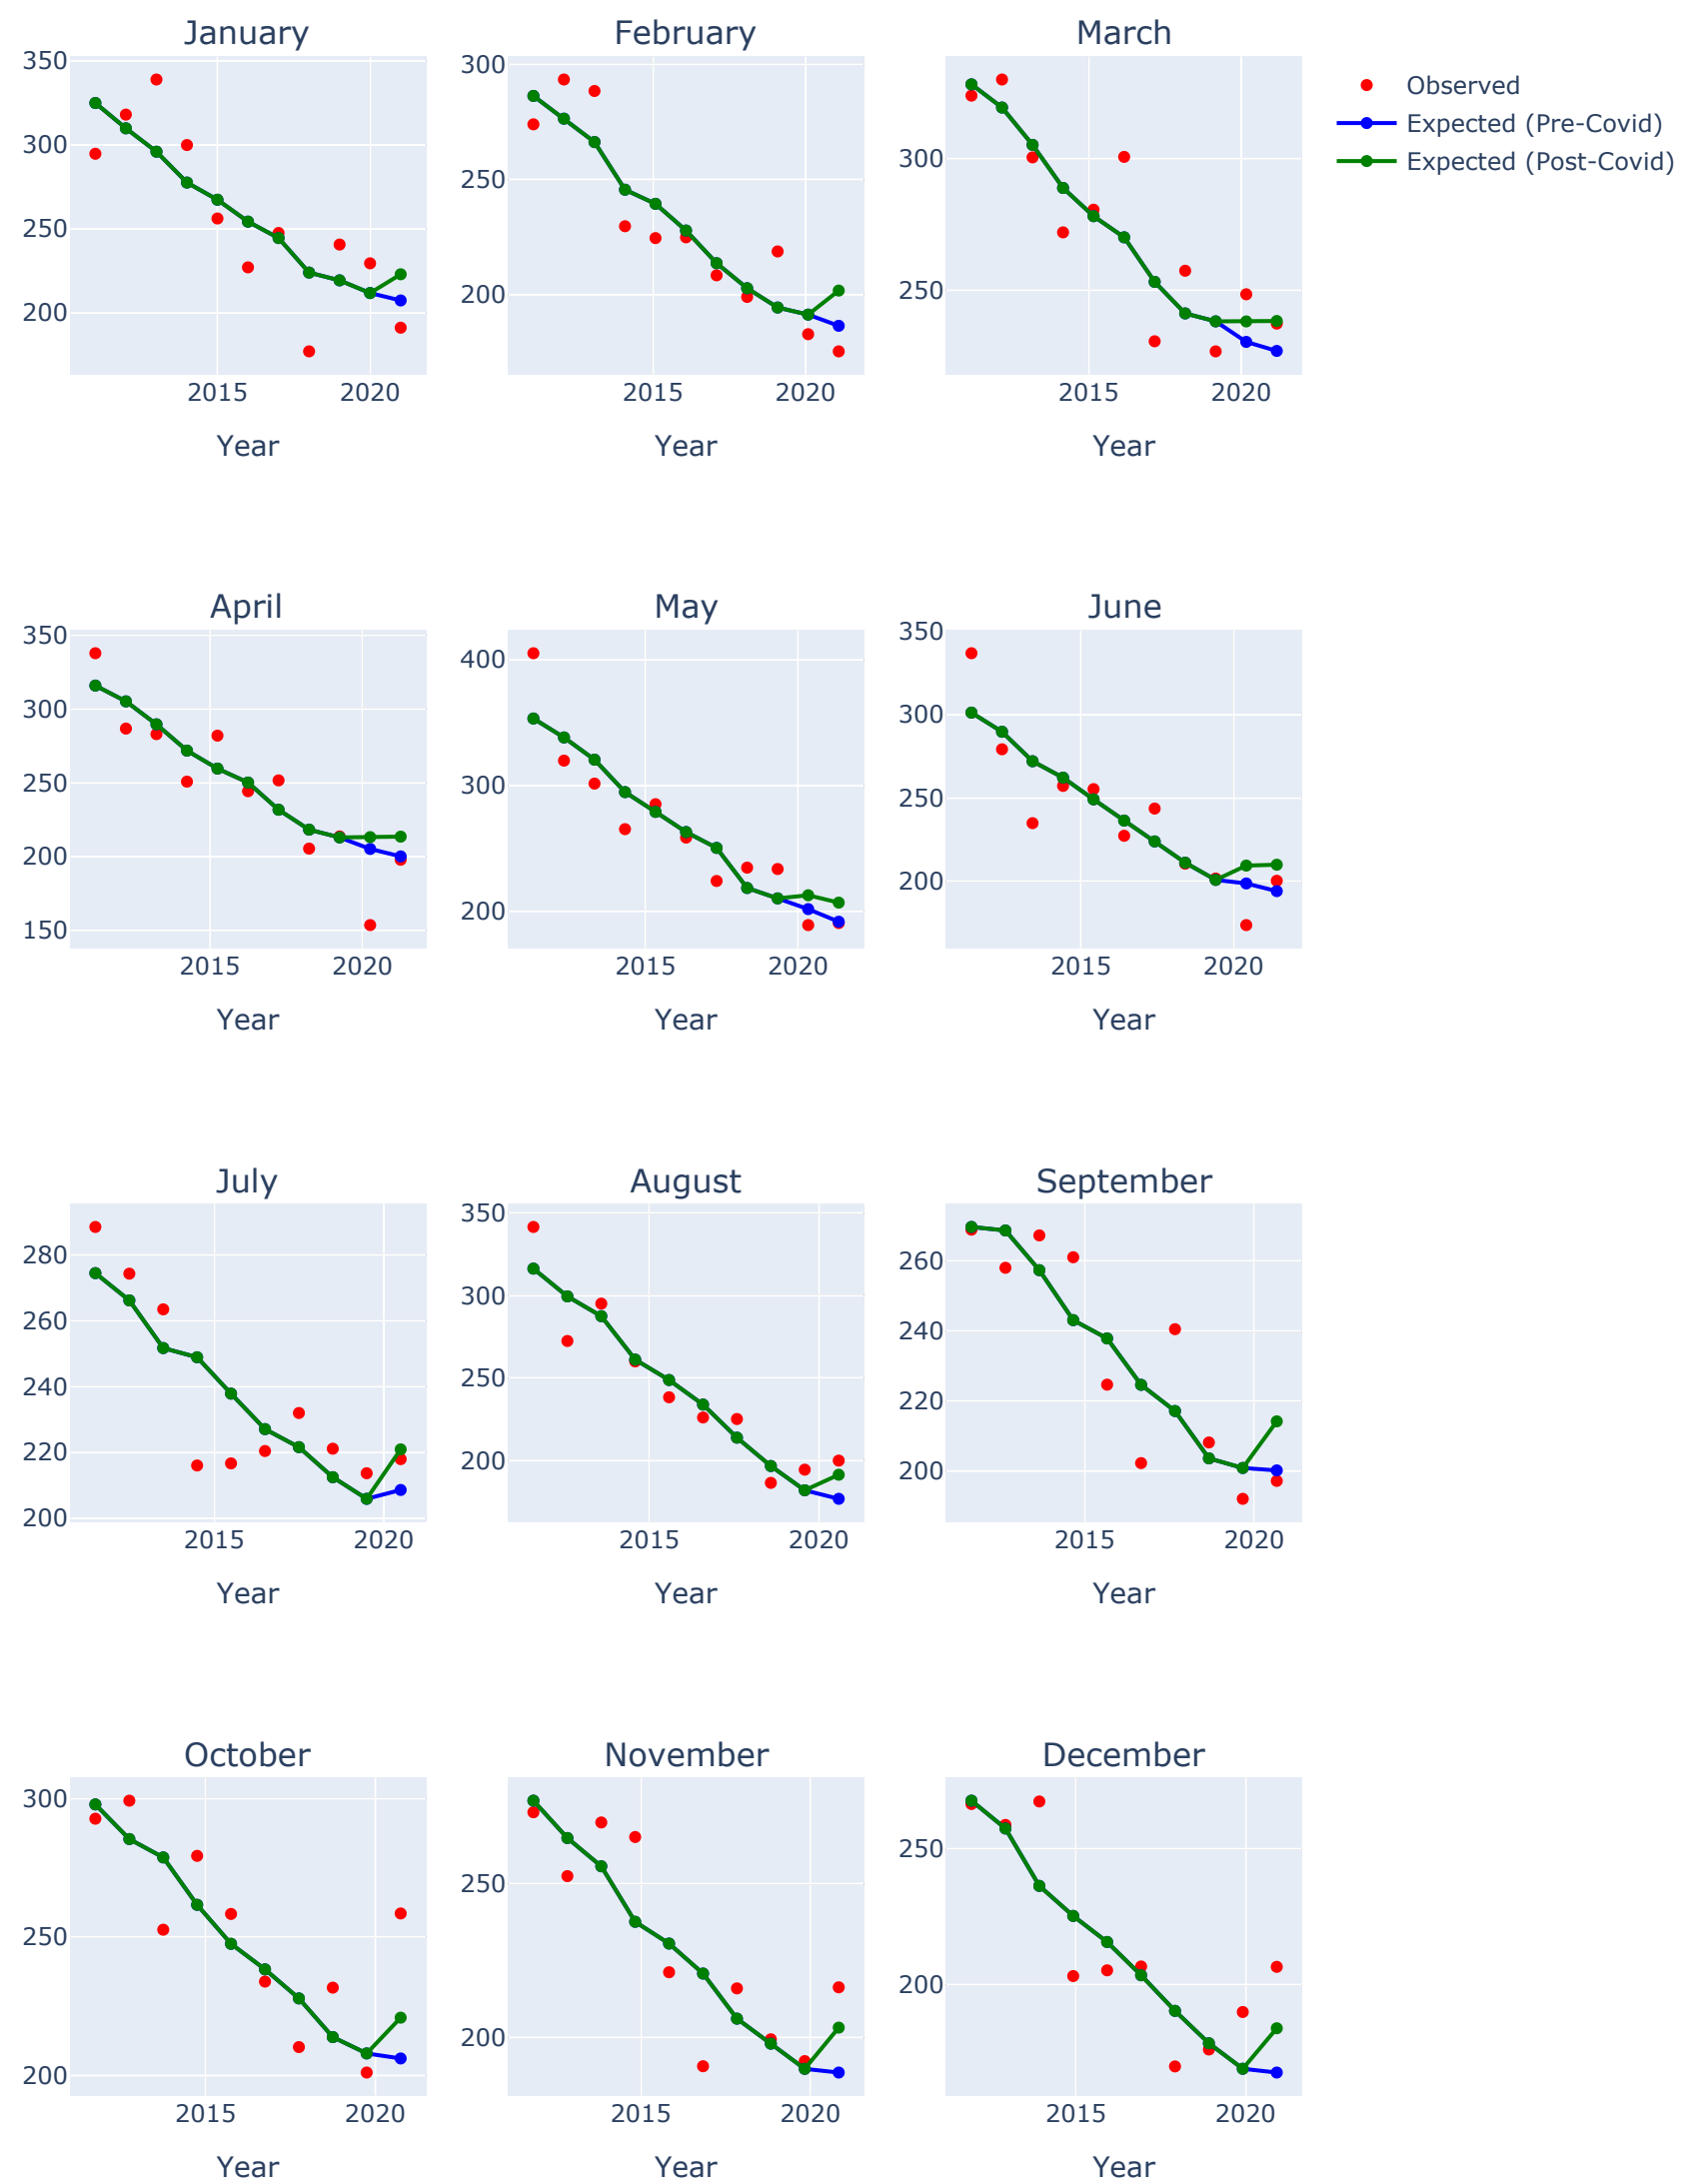 January February March
350
300
250
200
2015 2020
Year
300
250
200
2015 2020
Year
300
250
2015 2020
Year
Observed
Expected (Pre-Covid)
Expected (Post-Covid)
April May June
350
300
250
200
150
2015 2020
Year
400
300
200
2015 2020
Year
350
300
250
200
2015 2020
Year
July August September
280
260
240
220
200
2015 2020
Year
350
300
250
200
2015 2020
Year
260
240
220
200
2015 2020
Year
October November December
300
250
200
2015 2020
Year
250
200
2015 2020
Year
250
200
2015 2020
Year